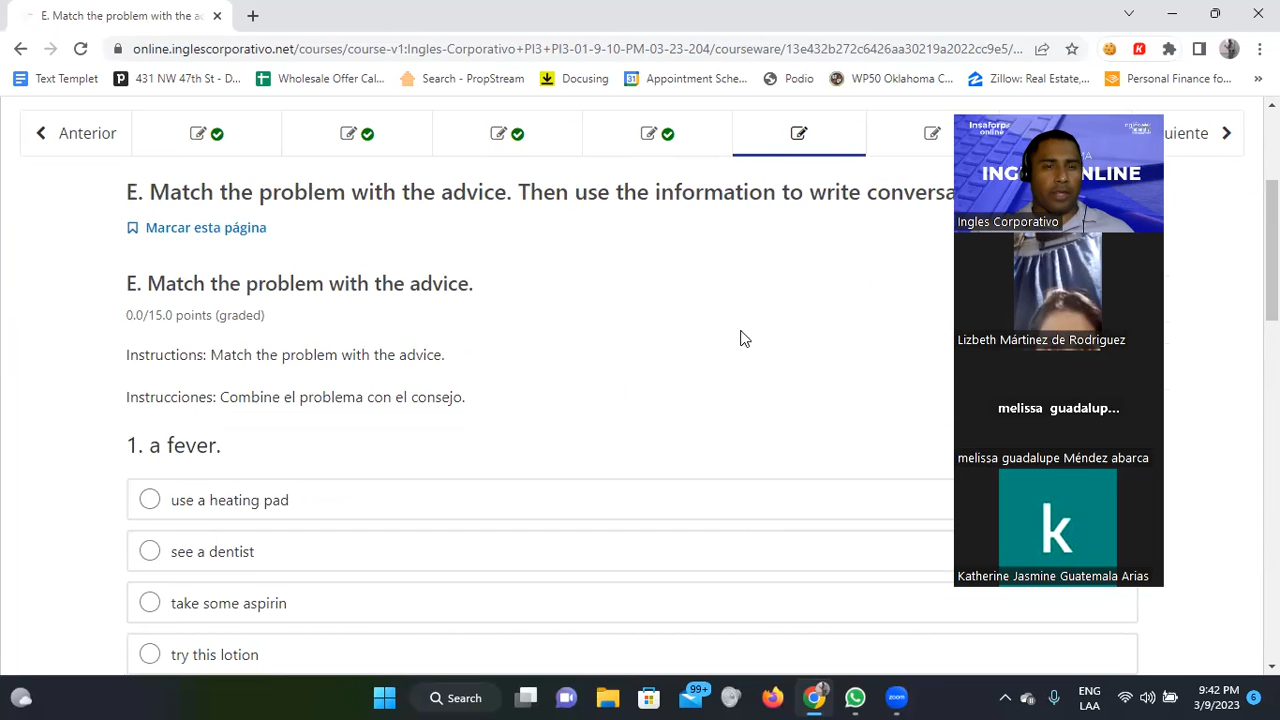 E. Match the problem with the ac
online.inglescorporativo.net/courses/course-v1:Ingles-Corporativo+PI3+PI3-01-9-10-PM-03-23-204/courseware/13e432b272c6426aa30219a2022cc9e5/...
Text Templet
431 NW 47th St - D...
Wholesale Offer Cal...
Search - PropStream
Docusing
Appointment Sche...
Podio
WP50 Oklahoma C...
Zillow: Real Estate,...
Personal Finance fo...
»
Anterior
uiente
E. Match the problem with the advice. Then use the information to write conversa
Marcar esta página
INGL
NLINE
Ingles Corporativo
E. Match the problem with the advice.
0.0/15.0 points (graded)
Lizbeth Mártinez de Rodriguez
Instructions: Match the problem with the advice.
Instrucciones: Combine el problema con el consejo.
melissa guadalup...
melissa guadalupe Méndez abarca
1. a fever.
use a heating pad
see a dentist
k
Katherine Jasmine Guatemala Arias
take some aspirin
try this lotion
Search
99+
zoom
ENG
LAA
9:42 PM
3/9/2023
6